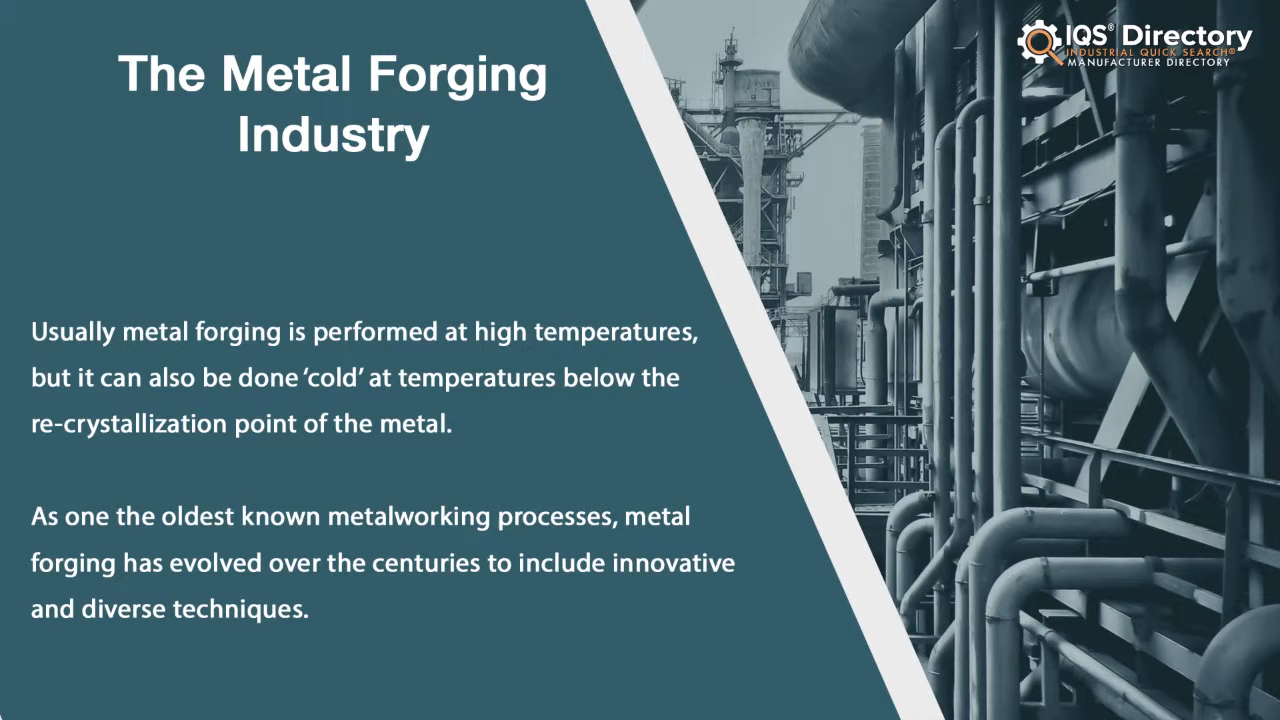 The Metal Forging
Industry
IQS® Directory
INDUSTRIAL QUICK SEARCH®
MANUFACTURER DIRECTORY
Usually metal forging is performed at high temperatures,
but it can also be done ‘cold’ at temperatures below the
re-crystallization point of the metal.
As one the oldest known metalworking processes, metal
forging has evolved over the centuries to include innovative
and diverse techniques.